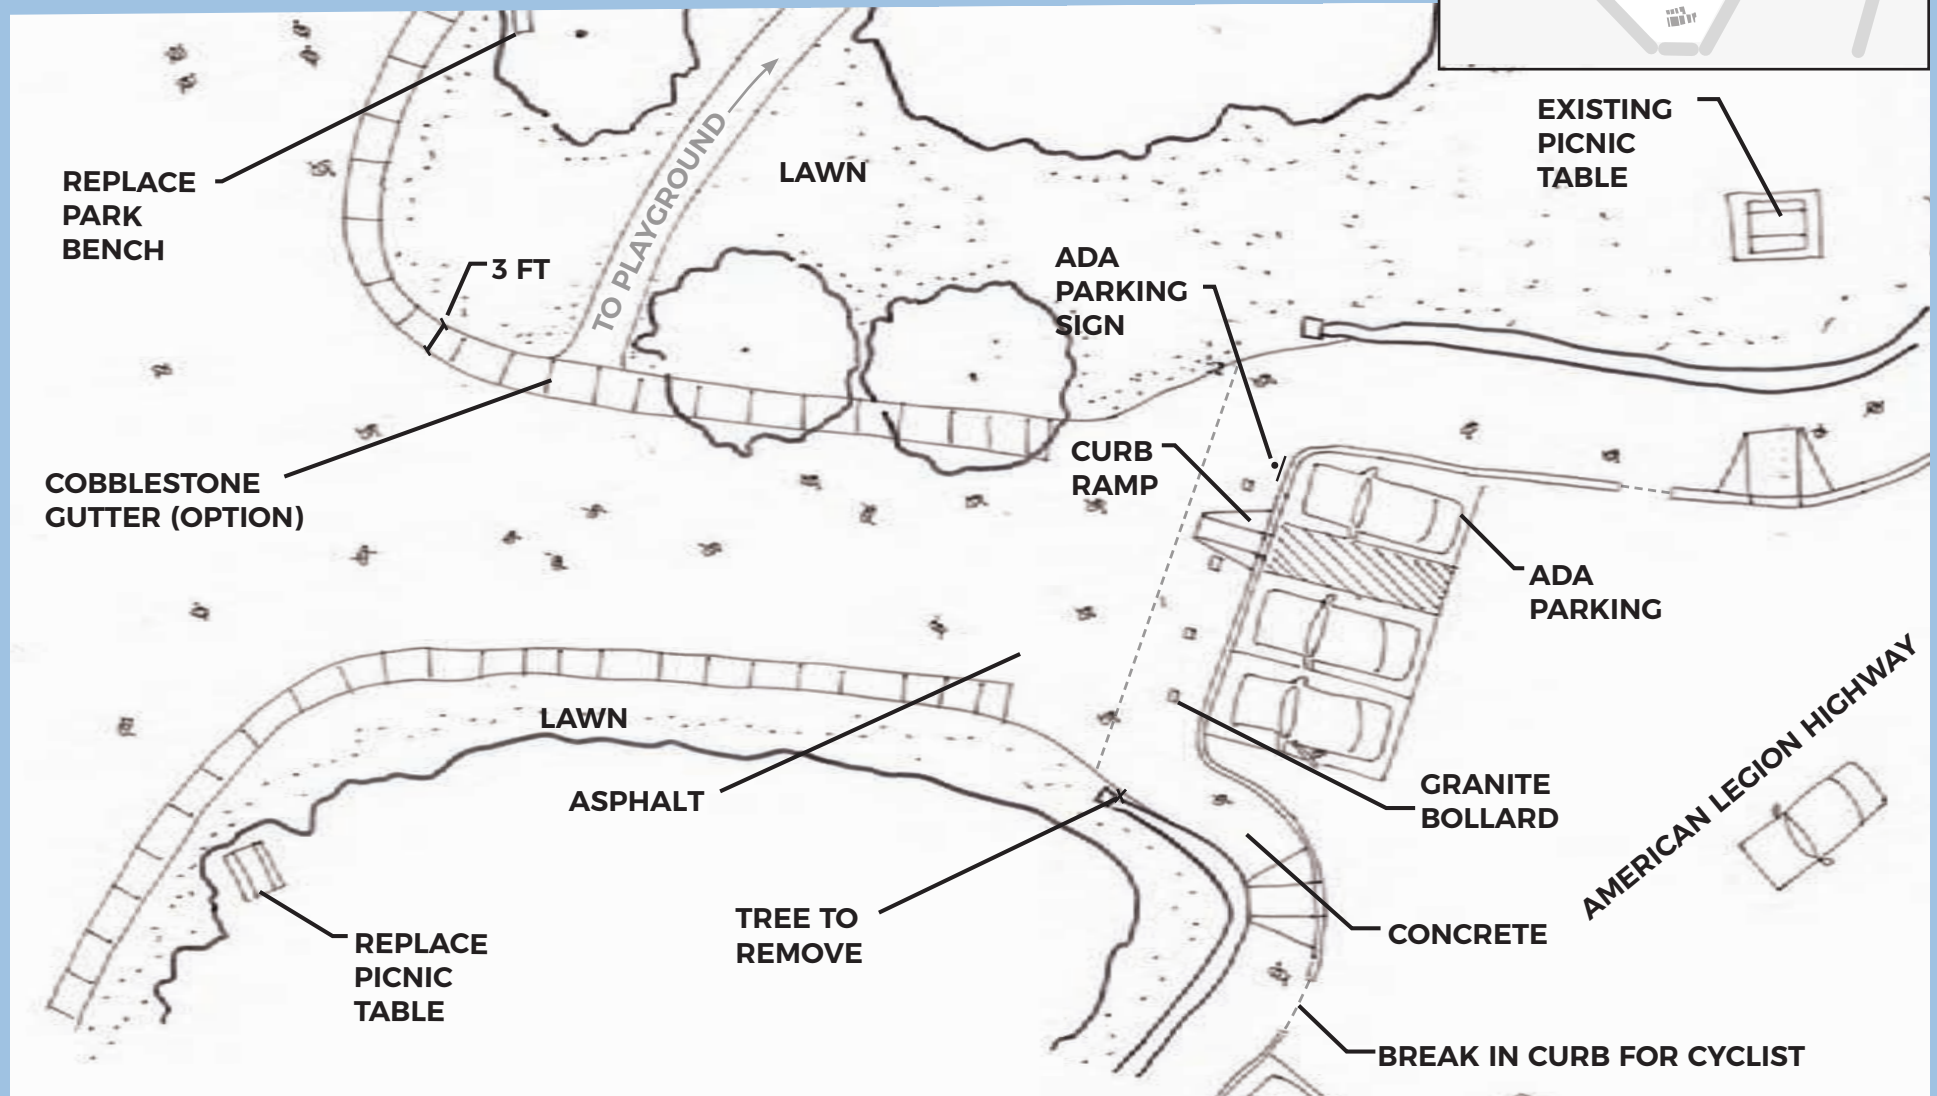 REPLACE
PARK
BENCH
TO PLAYGROUND
LAWN
EXISTING
PICNIC
TABLE
3 FT
ADA
PARKING
SIGN
COBBLESTONE
GUTTER (OPTION)
CURB
RAMP
ADA
PARKING
LAWN
ASPHALT
GRANITE
BOLLARD
AMERICAN LEGION HIGHWAY
TREE TO
REMOVE
CONCRETE
REPLACE
PICNIC
TABLE
BREAK IN CURB FOR CYCLIST